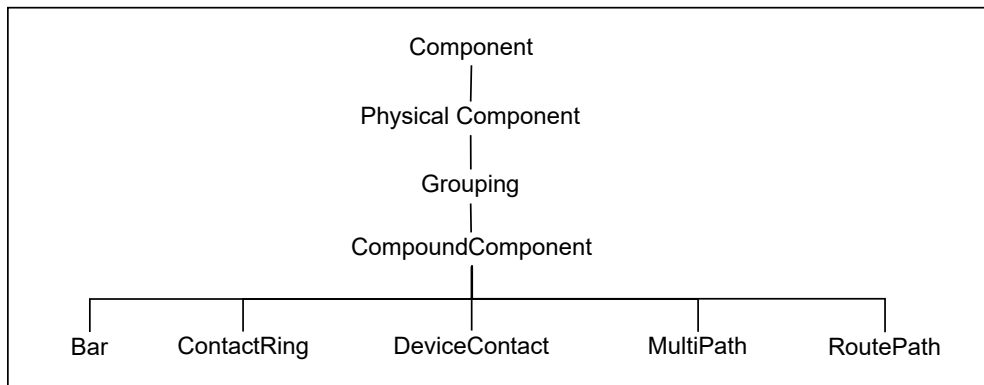 Component
Physical Component
Grouping
CompoundComponent
Bar ContactRing DeviceContact MultiPath RoutePath